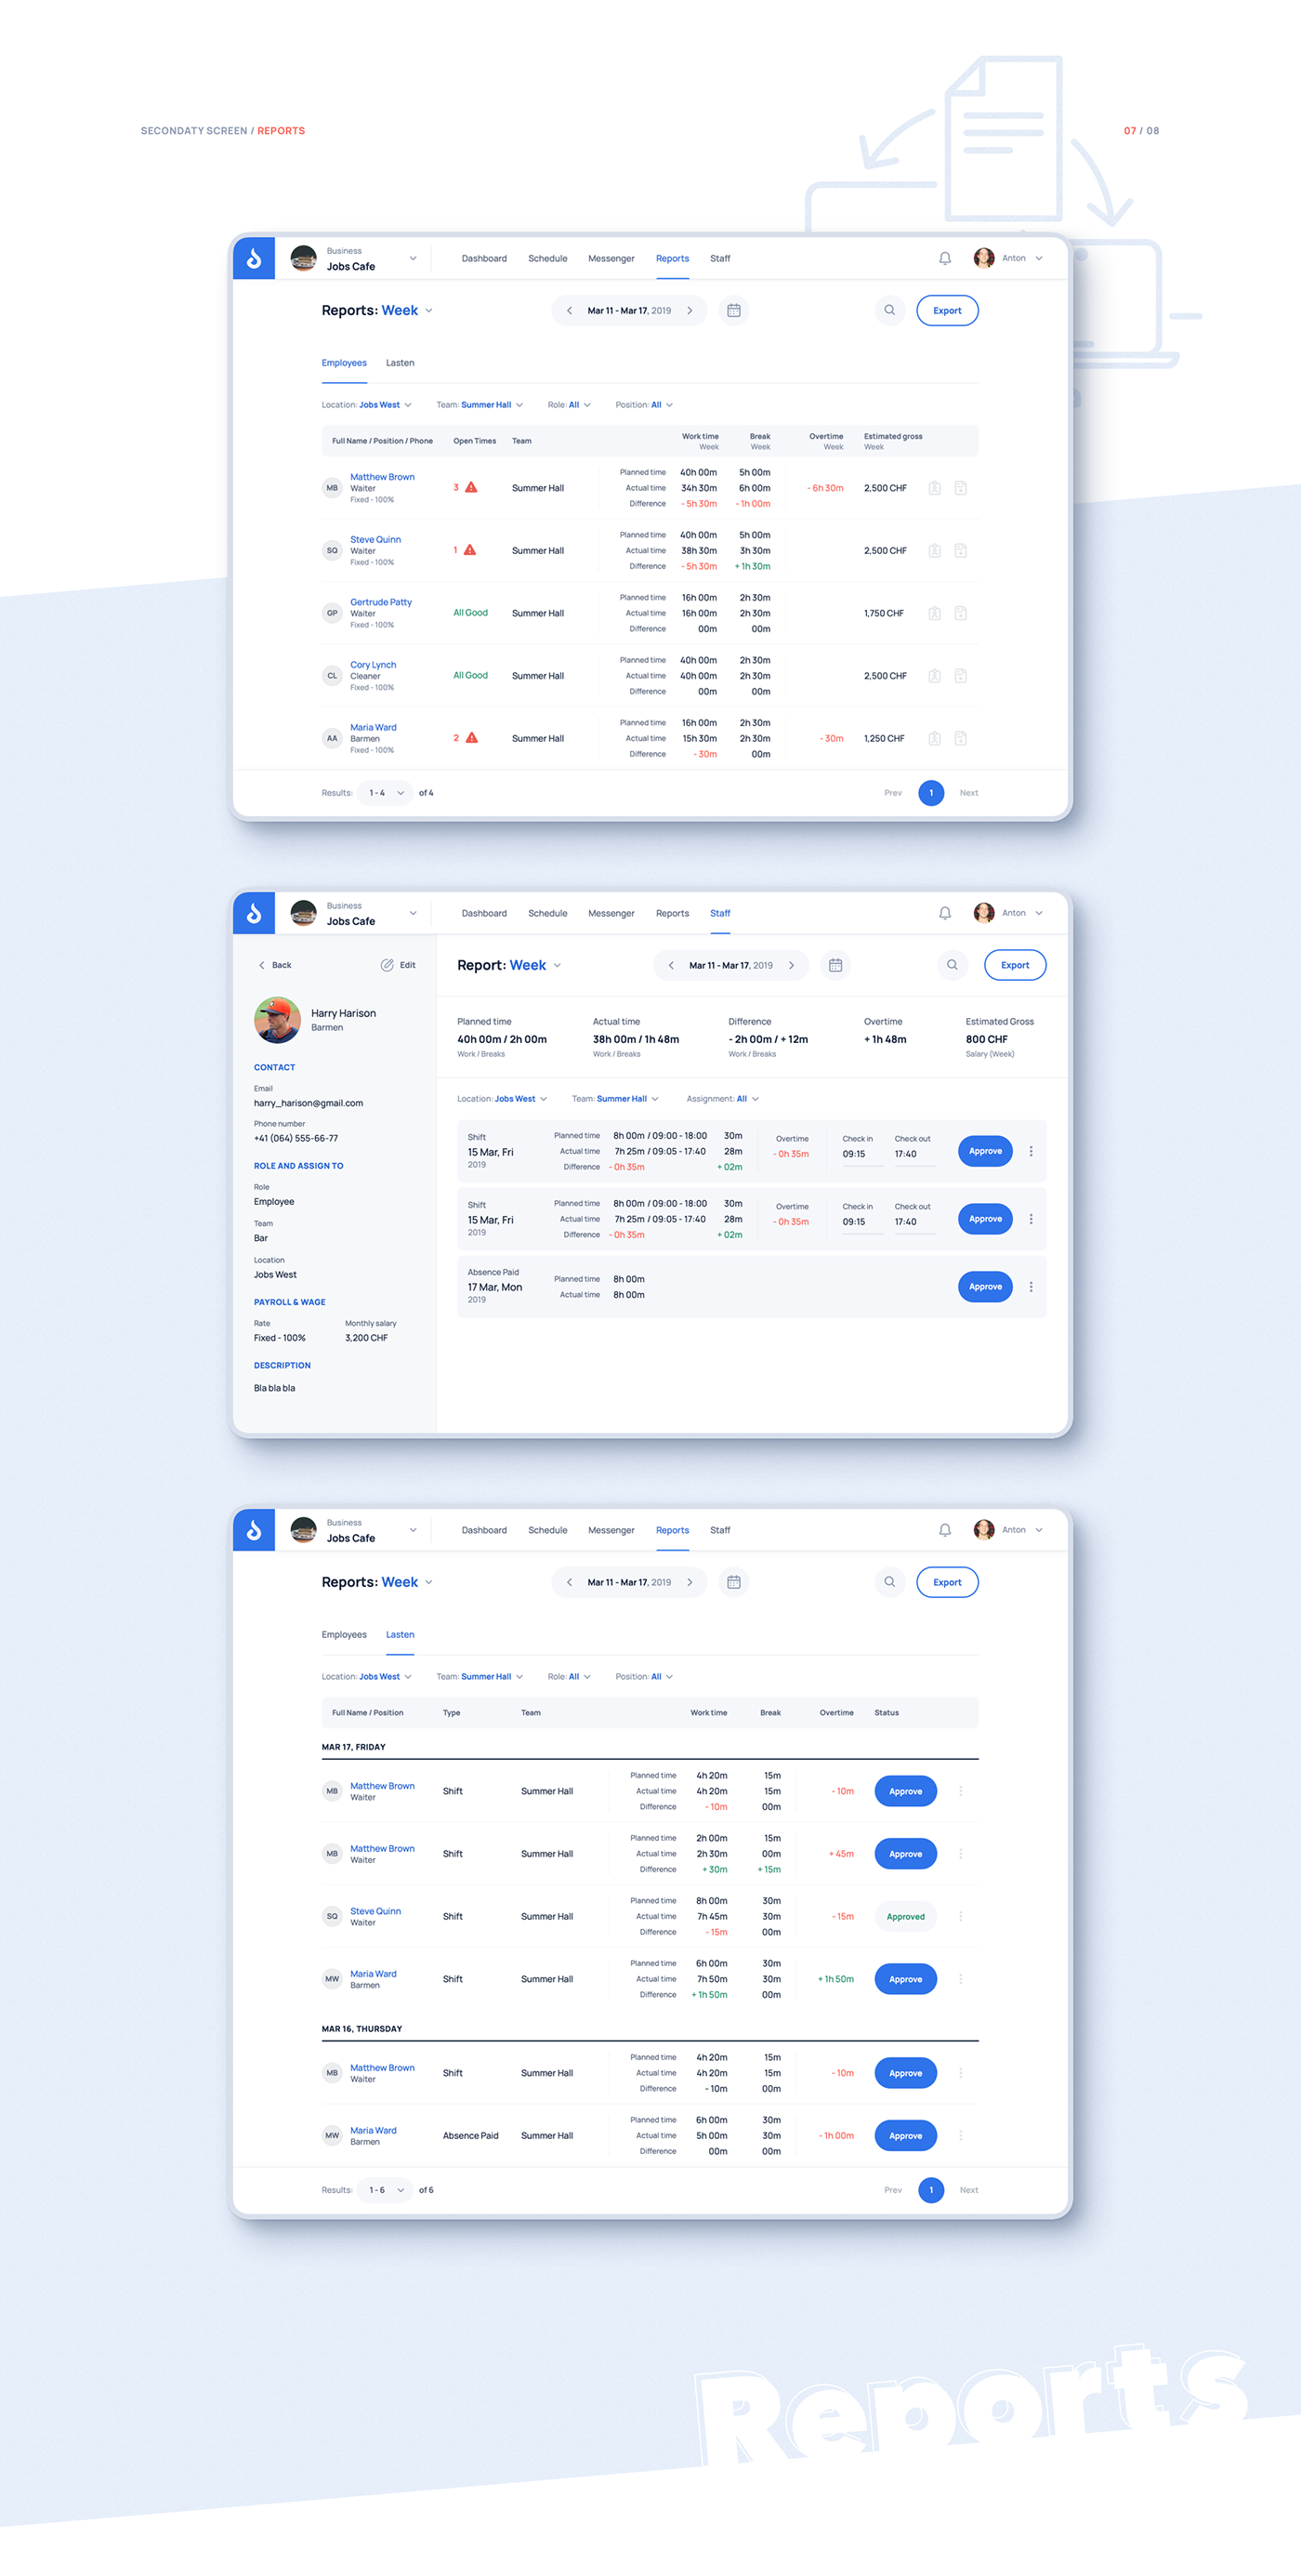 SECONDATY SCREEN / REPORTS
07 / 08
Business
Jobs Cafe
Dashboard Schedule Messenger Reports Staff
Anton
Reports: Week
Mar 11 - Mar 17, 2019
Export
Employees Lasten
Location: Jobs West Team: Summer Hall Role: All Position: All
Full Name / Position / Phone Open Times Team Work time Week Break Week Overtime Week Estimated gross Week
MB Matthew Brown Waiter Fixed - 100% 3 Summer Hall
Planned time 40h 00m 5h 00m
Actual time 34h 30m 6h 00m
Difference - 5h 30m - 1h 00m
- 6h 30m 2,500 CHF
SQ Steve Quinn Waiter Fixed - 100% 1 Summer Hall
Planned time 40h 00m 5h 00m
Actual time 38h 30m 3h 30m
Difference - 5h 30m + 1h 30m
2,500 CHF
GP Gertrude Patty Waiter Fixed - 100% All Good Summer Hall
Planned time 16h 00m 2h 30m
Actual time 16h 00m 2h 30m
Difference 00m 00m
1,750 CHF
CL Cory Lynch Cleaner Fixed - 100% All Good Summer Hall
Planned time 40h 00m 2h 30m
Actual time 40h 00m 2h 30m
Difference 00m 00m
2,500 CHF
AA Maria Ward Barmen Fixed - 100% 2 Summer Hall
Planned time 16h 00m 2h 30m
Actual time 15h 30m 2h 30m
Difference - 30m 00m
- 30m 1,250 CHF
Results: 1 - 4 of 4 Prev 1 Next
Business
Jobs Cafe
Dashboard Schedule Messenger Reports Staff
Anton
Back Edit
Harry Harison
Barmen
CONTACT
Email
harry_harison@gmail.com
Phone number
+41 (064) 555-66-77
ROLE AND ASSIGN TO
Role
Employee
Team
Bar
Location
Jobs West
PAYROLL & WAGE
Rate Monthly salary
Fixed - 100% 3,200 CHF
DESCRIPTION
Bla bla bla
Report: Week
Mar 11 - Mar 17, 2019
Export
Planned time Actual time Difference Overtime Estimated Gross
40h 00m / 2h 00m 38h 00m / 1h 48m - 2h 00m / + 12m + 1h 48m 800 CHF
Work / Breaks Work / Breaks Work / Breaks Salary (Week)
Location: Jobs West Team: Summer Hall Assignment: All
Shift
15 Mar, Fri
2019
Planned time 8h 00m / 09:00 - 18:00 30m
Actual time 7h 25m / 09:05 - 17:40 28m
Difference - 0h 35m + 02m
Overtime
- 0h 35m
Check in
09:15
Check out
17:40
Approve
Shift
15 Mar, Fri
2019
Planned time 8h 00m / 09:00 - 18:00 30m
Actual time 7h 25m / 09:05 - 17:40 28m
Difference - 0h 35m + 02m
Overtime
- 0h 35m
Check in
09:15
Check out
17:40
Approve
Absence Paid
17 Mar, Mon
2019
Planned time 8h 00m
Actual time 8h 00m
Approve
Business
Jobs Cafe
Dashboard Schedule Messenger Reports Staff
Anton
Reports: Week
Mar 11 - Mar 17, 2019
Export
Employees Lasten
Location: Jobs West Team: Summer Hall Role: All Position: All
Full Name / Position Type Team Work time Break Overtime Status
MAR 17, FRIDAY
MB Matthew Brown Waiter Shift Summer Hall
Planned time 4h 20m 15m
Actual time 4h 20m 15m
Difference - 10m 00m
- 10m Approve
MB Matthew Brown Waiter Shift Summer Hall
Planned time 2h 00m 15m
Actual time 2h 30m 00m
Difference + 30m + 15m
+ 45m Approve
SQ Steve Quinn Waiter Shift Summer Hall
Planned time 8h 00m 30m
Actual time 7h 45m 30m
Difference - 15m 00m
- 15m Approved
MW Maria Ward Barmen Shift Summer Hall
Planned time 6h 00m 30m
Actual time 7h 50m 30m
Difference + 1h 50m 00m
+ 1h 50m Approve
MAR 16, THURSDAY
MB Matthew Brown Waiter Shift Summer Hall
Planned time 4h 20m 15m
Actual time 4h 20m 15m
Difference - 10m 00m
- 10m Approve
MW Maria Ward Barmen Absence Paid Summer Hall
Planned time 6h 00m 30m
Actual time 5h 00m 30m
Difference 00m 00m
- 1h 00m Approve
Results: 1 - 6 of 6 Prev 1 Next
Reports